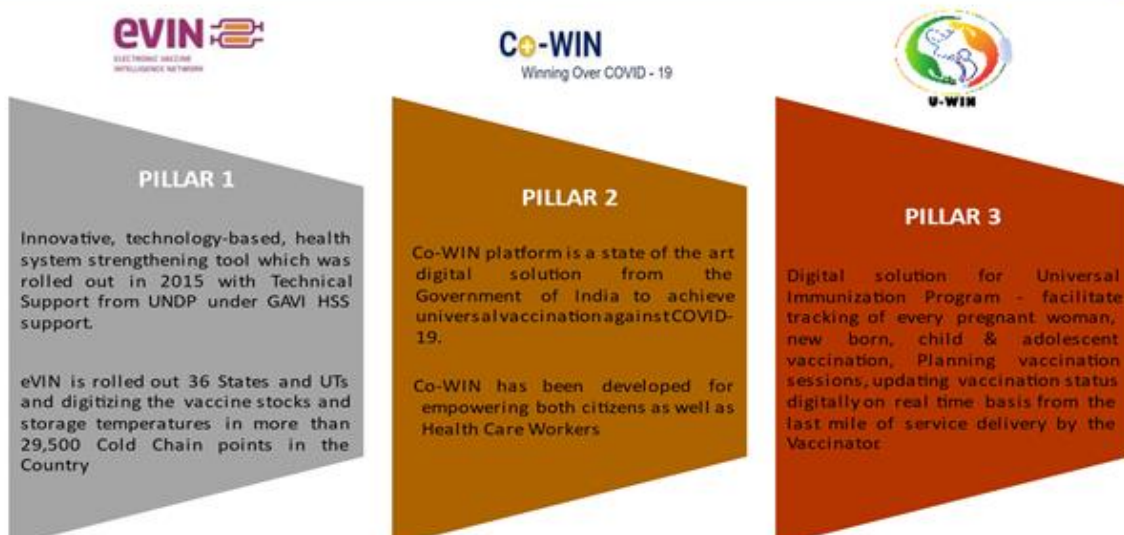 eVIN
ELECTRONIC VACCINE
INTELLIGENCE NETWORK
Co-WIN
Winning Over COVID - 19
U-WIN
PILLAR 1
Innovative, technology-based, health
system strengthening tool which was
rolled out in 2015 with Technical
Support from UNDP under GAVI HSS
support.
eVIN is rolled out 36 States and UTs
and digitizing the vaccine stocks and
storage temperatures in more than
29,500 Cold Chain points in the
Country
PILLAR 2
Co-WIN platform is a state of the art
digital solution from the
Government of India to achieve
universal vaccination against COVID-
19.
Co-WIN has been developed for
empowering both citizens as well as
Health Care Workers
PILLAR 3
Digital solution for Universal
Immunization Program - facilitate
tracking of every pregnant woman,
new born, child & adolescent
vaccination, Planning vaccination
sessions, updating vaccination status
digitally on real time basis from the
last mile of service delivery by the
Vaccinator.